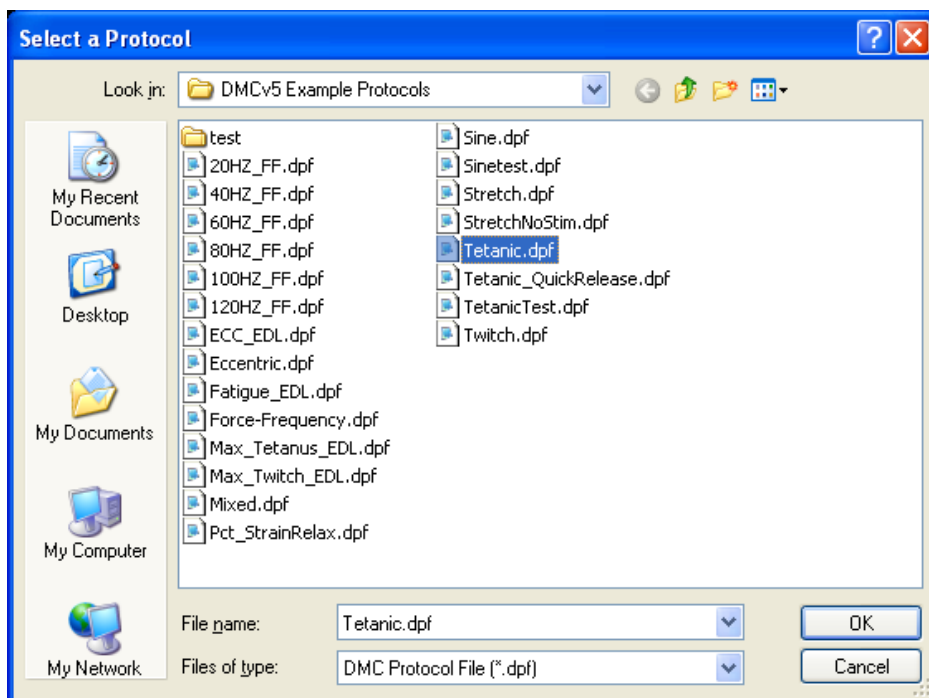 Select a Protocol
Look in: DMCv5 Example Protocols
My Recent
Documents
Desktop
My Documents
My Computer
My Network
test
20HZ_FF.dpf
40HZ_FF.dpf
60HZ_FF.dpf
80HZ_FF.dpf
100HZ_FF.dpf
120HZ_FF.dpf
ECC_EDL.dpf
Eccentric.dpf
Fatigue_EDL.dpf
Force-Frequency.dpf
Max_Tetanus_EDL.dpf
Max_Twitch_EDL.dpf
Mixed.dpf
Pct_StrainRelax.dpf
Sine.dpf
Sinetest.dpf
Stretch.dpf
StretchNoStim.dpf
Tetanic.dpf
Tetanic_QuickRelease.dpf
TetanicTest.dpf
Twitch.dpf
File name: Tetanic.dpf OK
Files of type: DMC Protocol File (*.dpf) Cancel